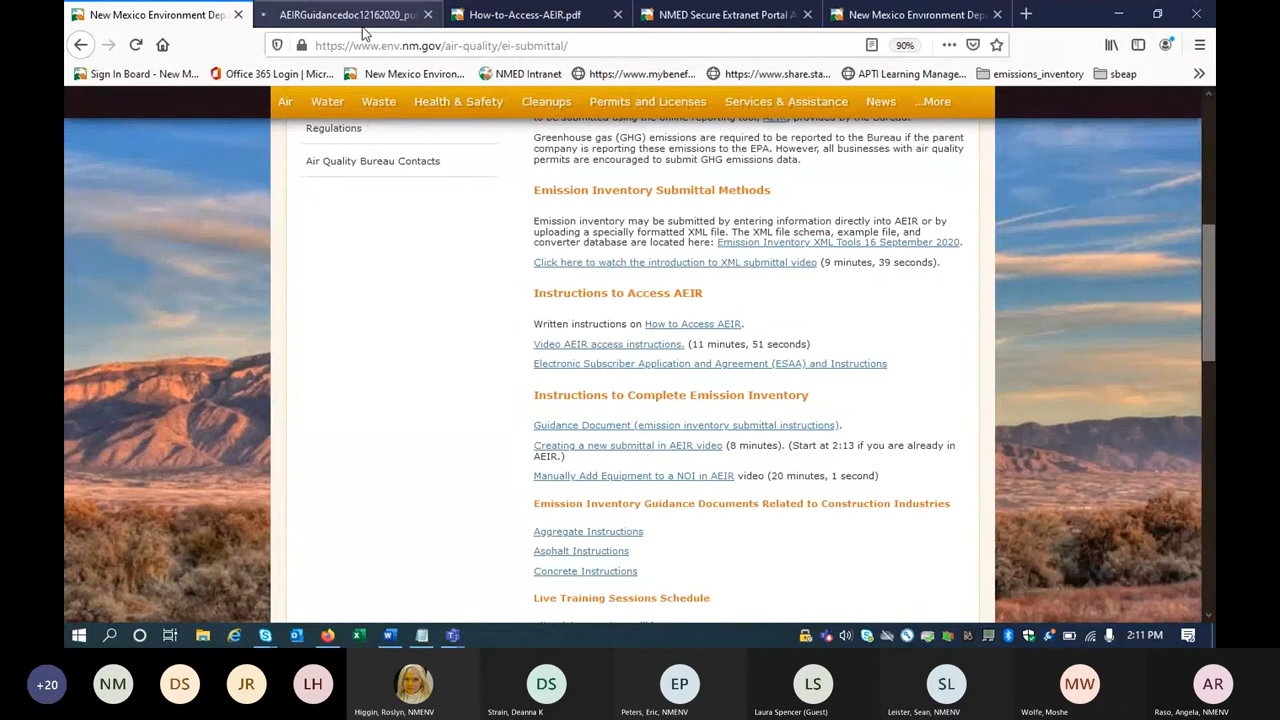 New Mexico Environment Dep
AEIRGuidancedoc12162020_pu
How-to-Access-AEIR.pdf
NMED Secure Extranet Portal A
New Mexico Environment Dep
https://www.env.nm.gov/air-quality/ei-submittal/
90%
Sign In Board - New M...
Office 365 Login | Micr...
New Mexico Environ...
NMED Intranet
https://www.mybenef...
https://www.share.sta...
APTI Learning Manage...
emissions_inventory
sbeap
Air
Water
Waste
Health & Safety
Cleanups
Permits and Licenses
Services & Assistance
News
...More
Regulations
Air Quality Bureau Contacts
to be submitted using the online reporting tool, AEIR, provided by the Bureau.
Greenhouse gas (GHG) emissions are required to be reported to the Bureau if the parent
company is reporting these emissions to the EPA. However, all businesses with air quality
permits are encouraged to submit GHG emissions data.
Emission Inventory Submittal Methods
Emission inventory may be submitted by entering information directly into AEIR or by
uploading a specially formatted XML file. The XML file schema, example file, and
converter database are located here: Emission Inventory XML Tools 16 September 2020.
Click here to watch the introduction to XML submittal video (9 minutes, 39 seconds).
Instructions to Access AEIR
Written instructions on How to Access AEIR.
Video AEIR access instructions. (11 minutes, 51 seconds)
Electronic Subscriber Application and Agreement (ESAA) and Instructions
Instructions to Complete Emission Inventory
Guidance Document (emission inventory submittal instructions).
Creating a new submittal in AEIR video (8 minutes). (Start at 2:13 if you are already in
AEIR.)
Manually Add Equipment to a NOI in AEIR video (20 minutes, 1 second)
Emission Inventory Guidance Documents Related to Construction Industries
Aggregate Instructions
Asphalt Instructions
Concrete Instructions
Live Training Sessions Schedule
2:11 PM
+20
NM
DS
JR
LH
DS
EP
LS
SL
MW
AR
Higgin, Roslyn, NMENV
Strain, Deanna K
Peters, Eric, NMENV
Laura Spencer (Guest)
Leister, Sean, NMENV
Wolfe, Moshe
Raso, Angela, NMENV